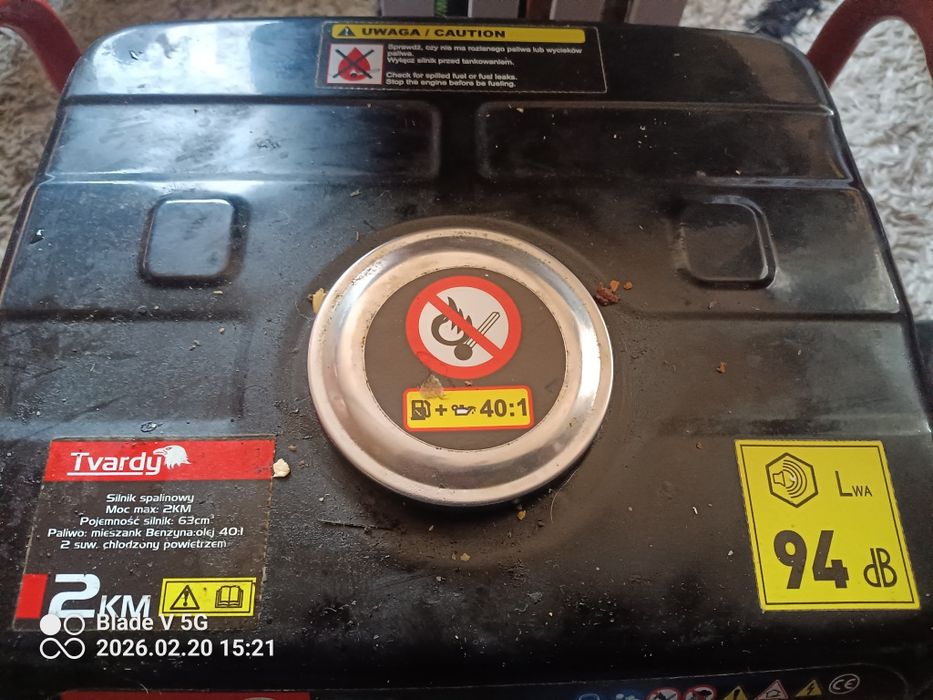 UWAGA / CAUTION
Sprawdź, czy nie ma rozlanego paliwa lub wycieków
paliwa.
Wyłącz silnik przed tankowaniem.
Check for spilled fuel or fuel leaks.
Stop the engine before be fueling.
+ 40:1
Tvardy
Silnik spalinowy
Moc max: 2KM
Pojemność silnik: 63cm³
Paliwo: mieszank Benzyna:olej 40:1
2 suw. chłodzony powietrzem
2KM
LWA
94 dB
Blade V 5G
2026.02.20 15:21
CE